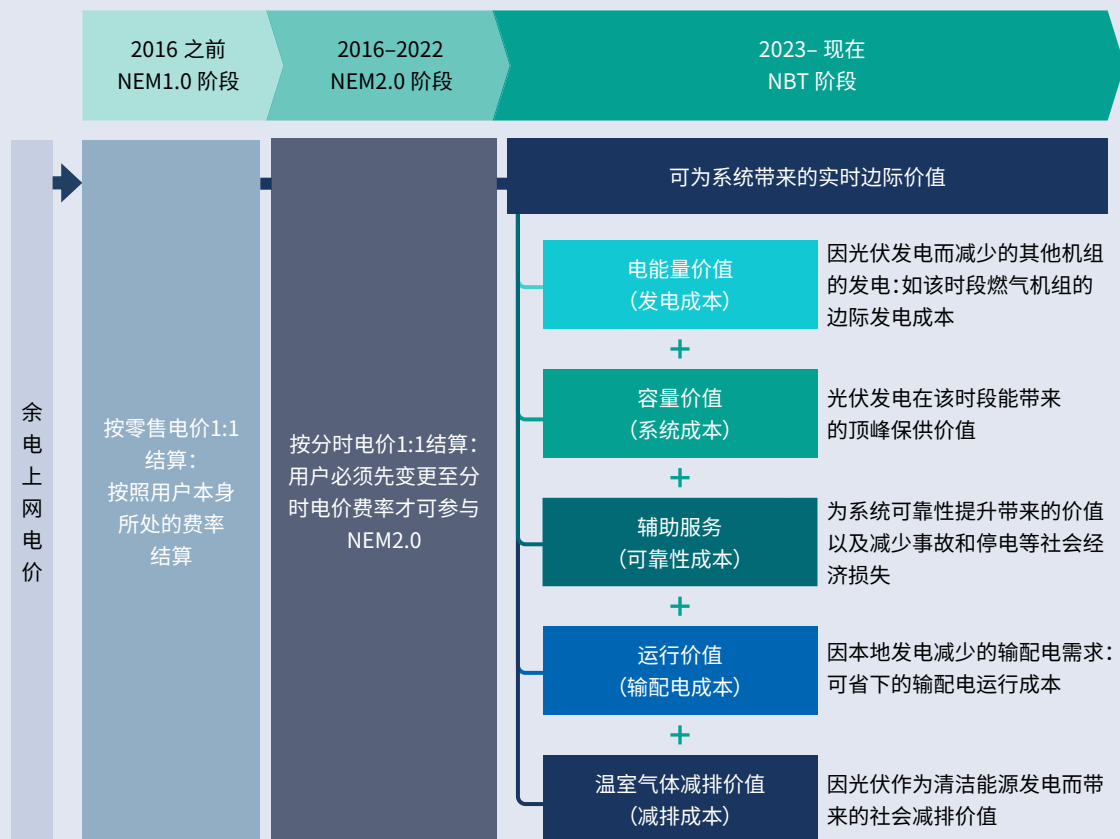 2016 之前
NEM1.0 阶段
2016–2022
NEM2.0 阶段
2023– 现在
NBT 阶段
余
电
上
网
电
价
按零售电价1:1
结算：
按照用户本身
所处的费率
结算
按分时电价1:1结算：
用户必须先变更至分
时电价费率才可参与
NEM2.0
可为系统带来的实时边际价值
电能量价值
（发电成本）
因光伏发电而减少的其他机组
的发电：如该时段燃气机组的
边际发电成本
+
容量价值
（系统成本）
光伏发电在该时段能带来
的顶峰保供价值
+
辅助服务
（可靠性成本）
为系统可靠性提升带来的价值
以及减少事故和停电等社会经
济损失
+
运行价值
（输配电成本）
因本地发电减少的输配电需求：
可省下的输配电运行成本
+
温室气体减排价值
（减排成本）
因光伏作为清洁能源发电而带
来的社会减排价值